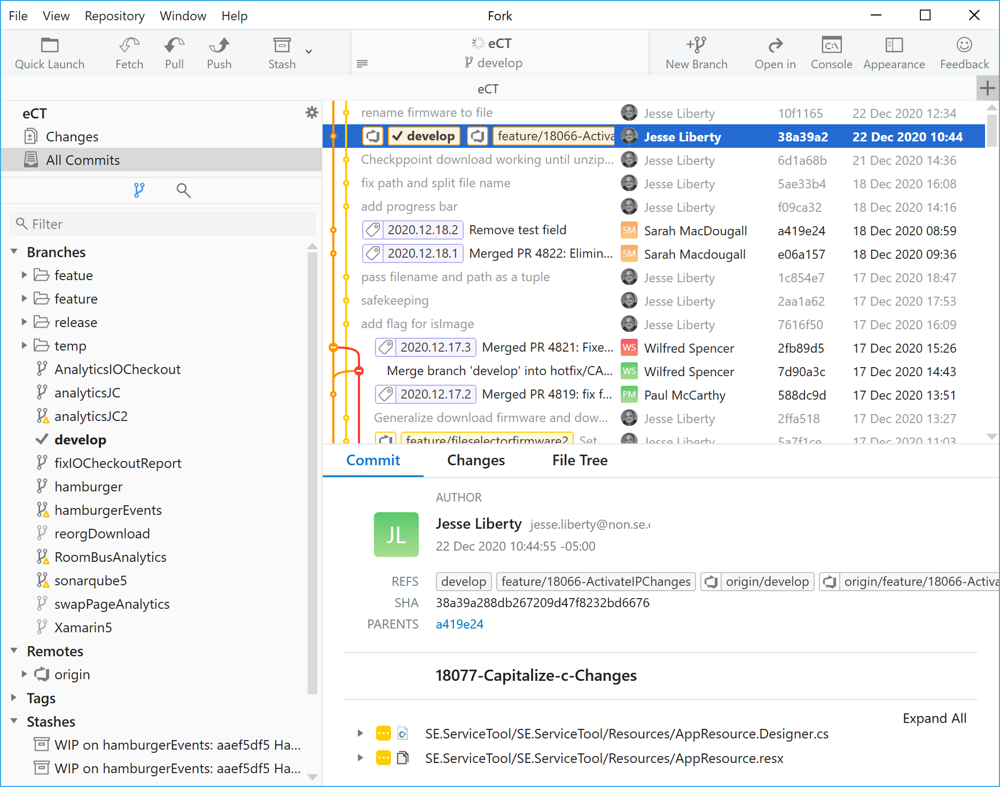 File View Repository Window Help Fork
Quick Launch Fetch Pull Push Stash eCT develop New Branch Open in Console Appearance Feedback
eCT
eCT
Changes
All Commits
Filter
Branches
featue
feature
release
temp
AnalyticsIOCheckout
analyticsJC
analyticsJC2
develop
fixIOCheckoutReport
hamburger
hamburgerEvents
reorgDownload
RoomBusAnalytics
sonarqube5
swapPageAnalytics
Xamarin5
Remotes
origin
Tags
Stashes
WIP on hamburgerEvents: aaef5df5 Ha...
WIP on hamburgerEvents: aaef5df5 Ha...
rename firmware to file Jesse Liberty 10f1165 22 Dec 2020 12:34
develop feature/18066-Activa Jesse Liberty 38a39a2 22 Dec 2020 10:44
Checkppoint download working until unzip... Jesse Liberty 6d1a68b 21 Dec 2020 14:36
fix path and split file name Jesse Liberty 5ae33b4 18 Dec 2020 16:08
add progress bar Jesse Liberty f09ca32 18 Dec 2020 14:16
2020.12.18.2 Remove test field SM Sarah MacDougall a419e24 18 Dec 2020 08:59
2020.12.18.1 Merged PR 4822: Elimin... SM Sarah Macdougall e06a157 18 Dec 2020 09:36
pass filename and path as a tuple Jesse Liberty 1c854e7 17 Dec 2020 18:47
safekeeping Jesse Liberty 2aa1a62 17 Dec 2020 17:53
add flag for isImage Jesse Liberty 7616f50 17 Dec 2020 16:09
2020.12.17.3 Merged PR 4821: Fixe... WS Wilfred Spencer 2fb89d5 17 Dec 2020 15:26
Merge branch 'develop' into hotfix/CA... WS Wilfred Spencer 7d90a3c 17 Dec 2020 14:43
2020.12.17.2 Merged PR 4819: fix f... PM Paul McCarthy 588dc9d 17 Dec 2020 13:51
Generalize download firmware and dow... Jesse Liberty 2ffa518 17 Dec 2020 13:27
feature/fileselectorfirmware2 Set Jesse Liberty 5a7f1ce 17 Dec 2020 11:03
Commit Changes File Tree
AUTHOR
JL
Jesse Liberty jesse.liberty@non.se.
22 Dec 2020 10:44:55 -05:00
REFS develop feature/18066-ActivateIPChanges origin/develop origin/feature/18066-Activa
SHA 38a39a288db267209d47f8232bd6676
PARENTS a419e24
18077-Capitalize-c-Changes
Expand All
SE.ServiceTool/SE.ServiceTool/Resources/AppResource.Designer.cs
SE.ServiceTool/SE.ServiceTool/Resources/AppResource.resx